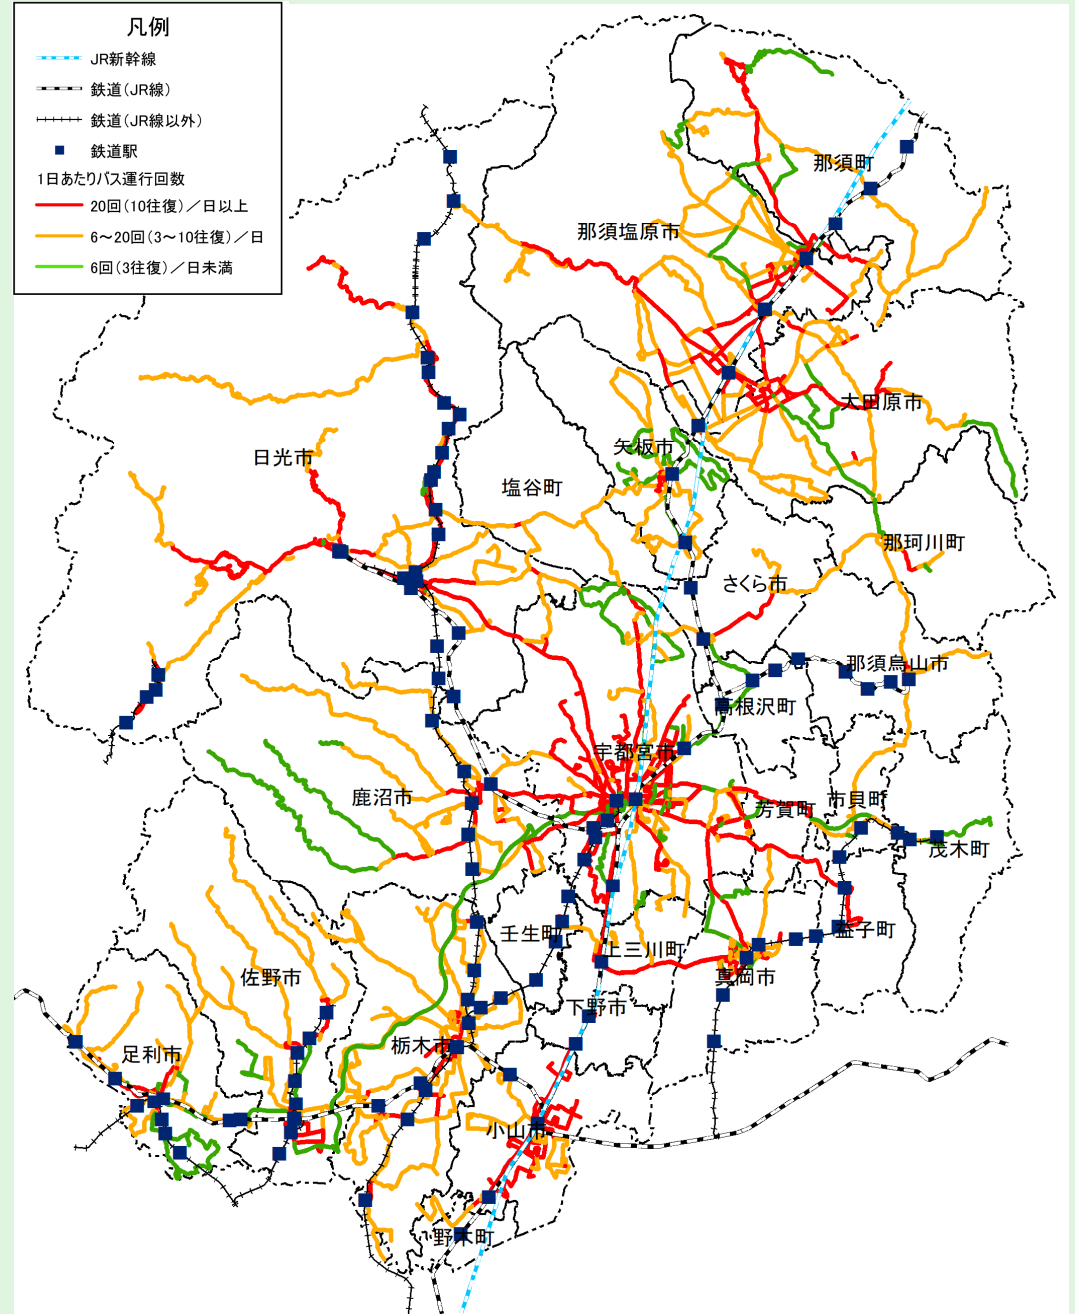 凡例
JR新幹線
鉄道(JR線)
鉄道(JR線以外)
鉄道駅
1日あたりバス運行回数
20回(10往復)/日以上
6~20回(3~10往復)/日
6回(3往復)/日未満
那須町
那須塩原市
大田原市
矢板市
日光市
塩谷町
那珂川町
さくら市
那須烏山市
高根沢町
宇都宮市
鹿沼市
芳賀町
市貝町
茂木町
壬生町
益子町
上三川町
佐野市
真岡市
下野市
栃木市
足利市
小山市
野木町